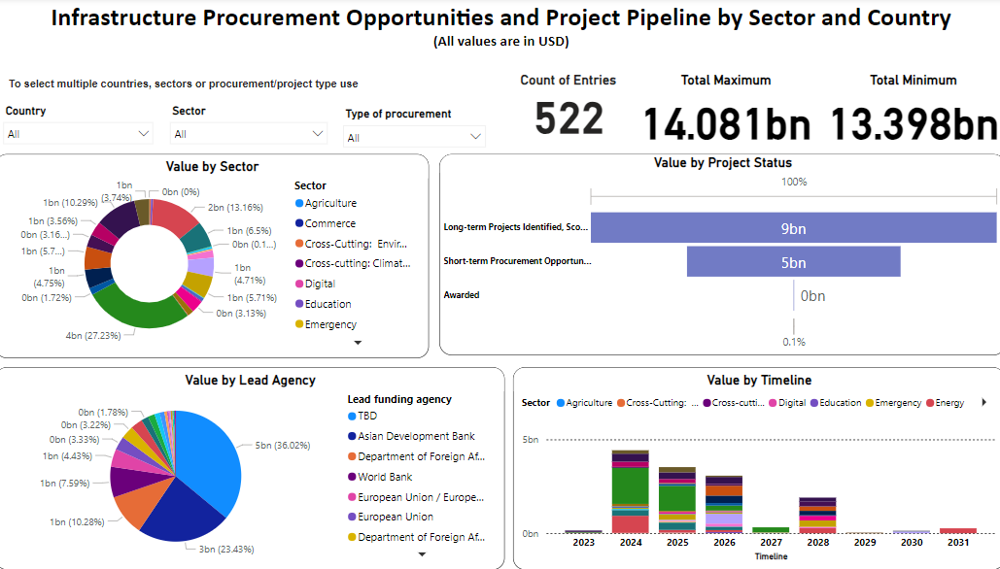 Infrastructure Procurement Opportunities and Project Pipeline by Sector and Country
(All values are in USD)
To select multiple countries, sectors or procurement/project type use
Country
All
Sector
All
Type of procurement
All
Count of Entries
522
Total Maximum
14.081bn
Total Minimum
13.398bn
Value by Sector
0bn (0%)
2bn (13.16%)
1bn (6.5%)
0bn (0.1...)
1bn
(4.71%)
1bn (5.71%)
0bn (3.13%)
4bn (27.23%)
0bn (1.72%)
1bn
(4.75%)
1bn (5.7...)
0bn (3.16...)
1bn (3.56%)
1bn (10.29%)
1bn
(3.74%)
Sector
Agriculture
Commerce
Cross-Cutting: Envir...
Cross-cutting: Climat...
Digital
Education
Emergency
Value by Project Status
100%
Long-term Projects Identified, Sco...
9bn
Short-term Procurement Opportun...
5bn
Awarded
0bn
0.1%
Value by Lead Agency
5bn (36.02%)
3bn (23.43%)
1bn (10.28%)
1bn (7.59%)
1bn (4.43%)
0bn (3.33%)
0bn (3.22%)
0bn (1.78%)
Lead funding agency
TBD
Asian Development Bank
Department of Foreign Af...
World Bank
European Union / Europe...
European Union
Department of Foreign Af...
Value by Timeline
Sector
Agriculture
Cross-Cutting: ...
Cross-cutti...
Digital
Education
Emergency
Energy
5bn
0bn
2023
2024
2025
2026
2027
2028
2029
2030
2031
Timeline